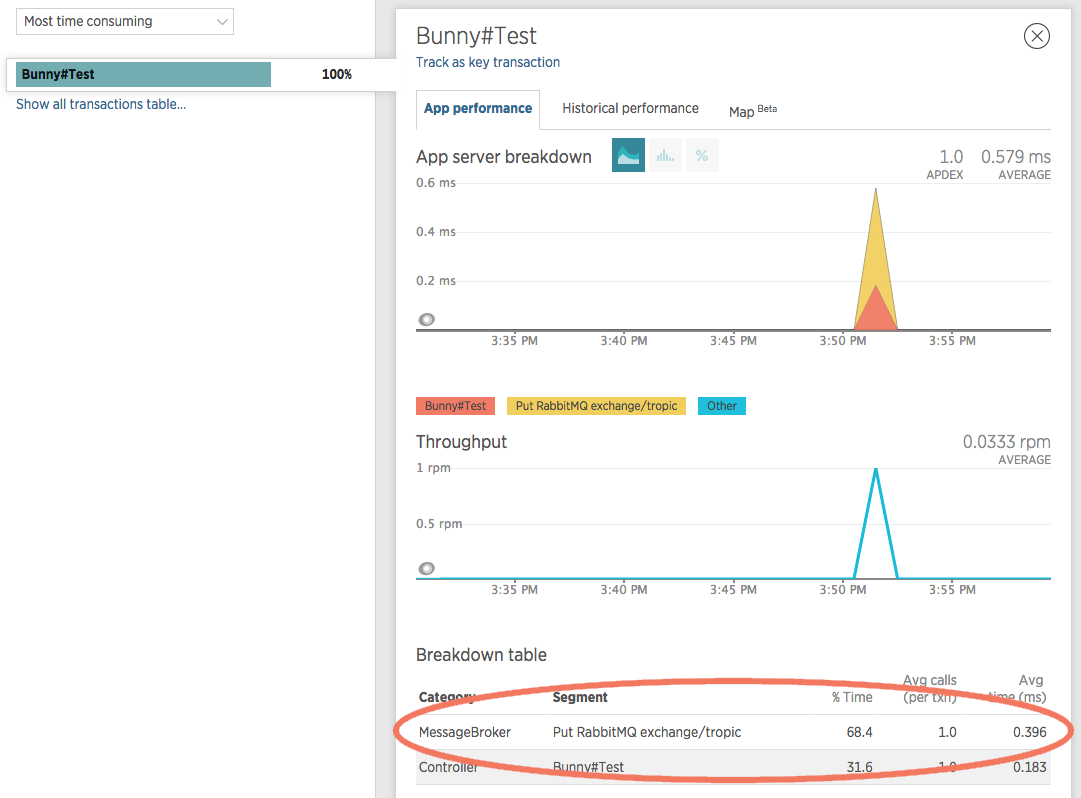 Most time consuming
Bunny#Test 100%
Show all transactions table...
Bunny#Test
Track as key transaction
App performance Historical performance Map Beta
App server breakdown % 1.0 0.579 ms
APDEX AVERAGE
0.6 ms
0.4 ms
0.2 ms
3:35 PM 3:40 PM 3:45 PM 3:50 PM 3:55 PM
Bunny#Test Put RabbitMQ exchange/tropic Other
Throughput 0.0333 rpm
AVERAGE
1 rpm
0.5 rpm
3:35 PM 3:40 PM 3:45 PM 3:50 PM 3:55 PM
Breakdown table
Category Segment % Time Avg calls (per txn) Avg time (ms)
MessageBroker Put RabbitMQ exchange/tropic 68.4 1.0 0.396
Controller Bunny#Test 31.6 1.0 0.183